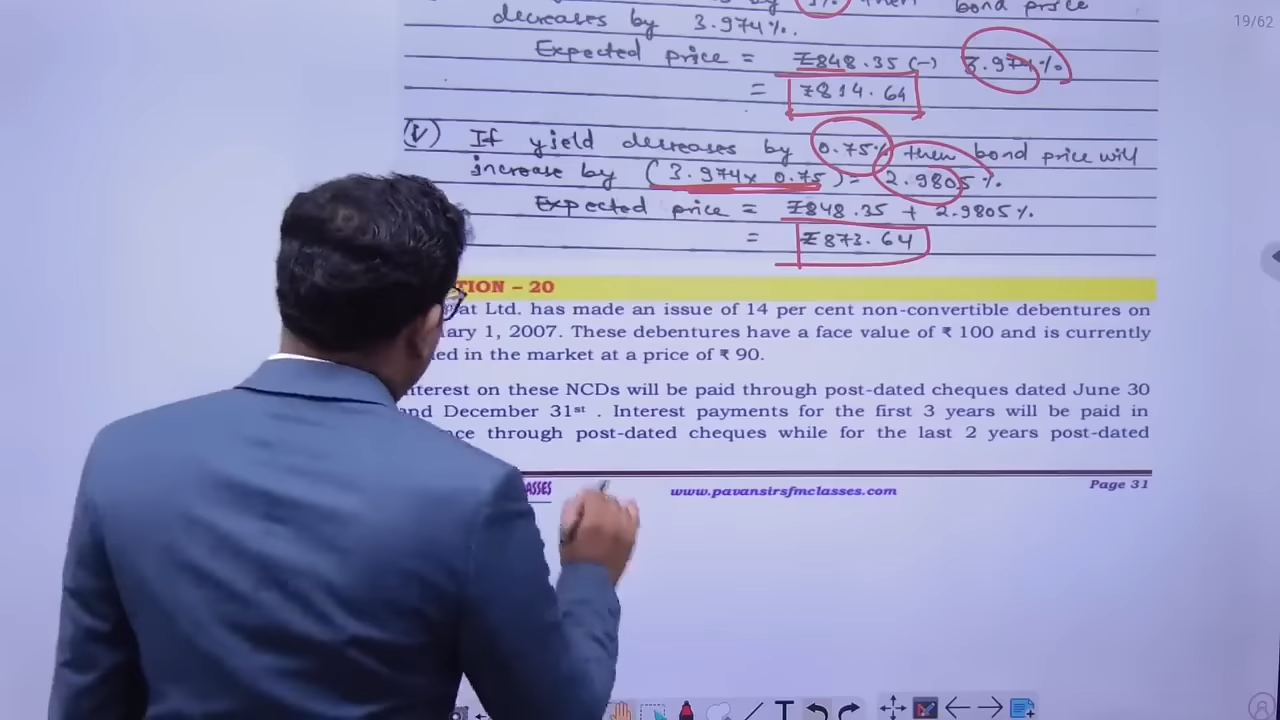 19/62
then bond price
decreases by 3.974%.
Expected price = ₹848.35 (-) 3.974%
= ₹814.64
(V) If yield decreases by 0.75% then bond price will
increase by (3.974 x 0.75) = 2.9805%.
Expected price = ₹848.35 + 2.9805%.
= ₹873.64
TION – 20
at Ltd. has made an issue of 14 per cent non-convertible debentures on
ary 1, 2007. These debentures have a face value of ₹ 100 and is currently
ed in the market at a price of ₹ 90.
nterest on these NCDs will be paid through post-dated cheques dated June 30
and December 31st . Interest payments for the first 3 years will be paid in
ce through post-dated cheques while for the last 2 years post-dated
ASSES www.pavansirsfmclasses.com Page 31